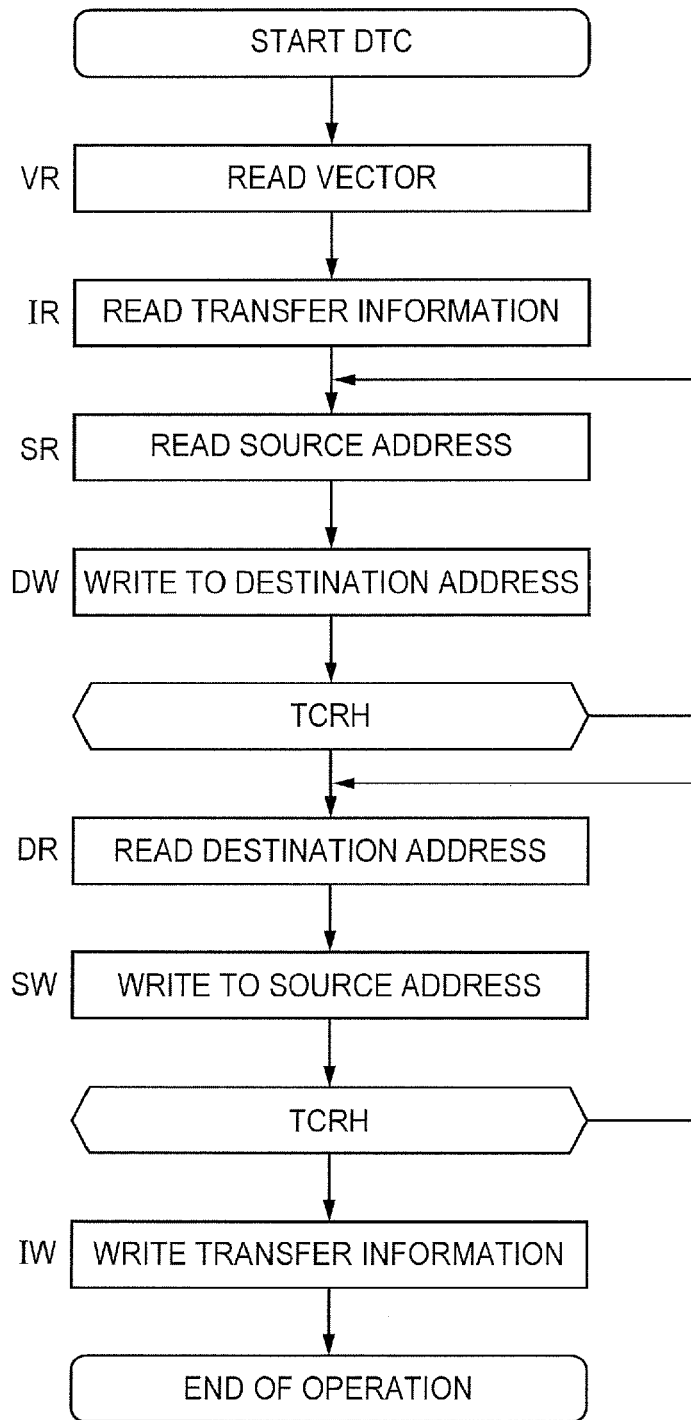 START DTC
VR READ VECTOR
IR READ TRANSFER INFORMATION
SR READ SOURCE ADDRESS
DW WRITE TO DESTINATION ADDRESS
TCRH
DR READ DESTINATION ADDRESS
SW WRITE TO SOURCE ADDRESS
TCRH
IW WRITE TRANSFER INFORMATION
END OF OPERATION